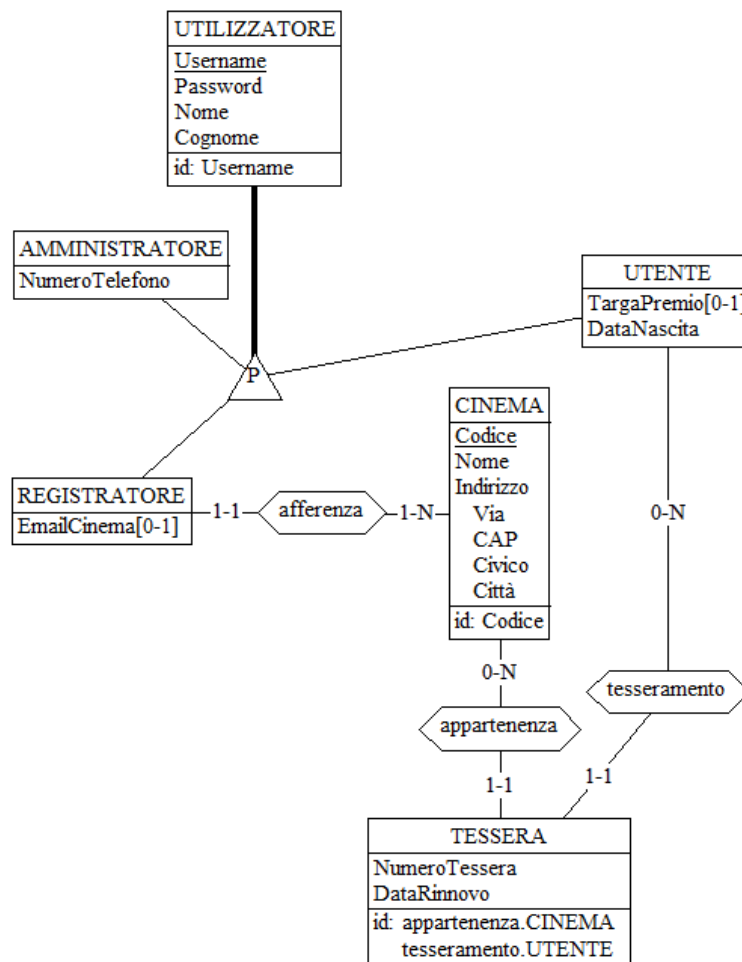 UTILIZZATORE
Username
Password
Nome
Cognome
id: Username
AMMINISTRATORE
NumeroTelefono
UTENTE
TargaPremio[0-1]
DataNascita
P
CINEMA
Codice
Nome
Indirizzo
Via
CAP
Civico
Città
id: Codice
REGISTRATORE
EmailCinema[0-1]
1-1
afferenza
1-N
0-N
0-N
tesseramento
appartenenza
1-1
1-1
TESSERA
NumeroTessera
DataRinnovo
id: appartenenza.CINEMA
tesseramento.UTENTE